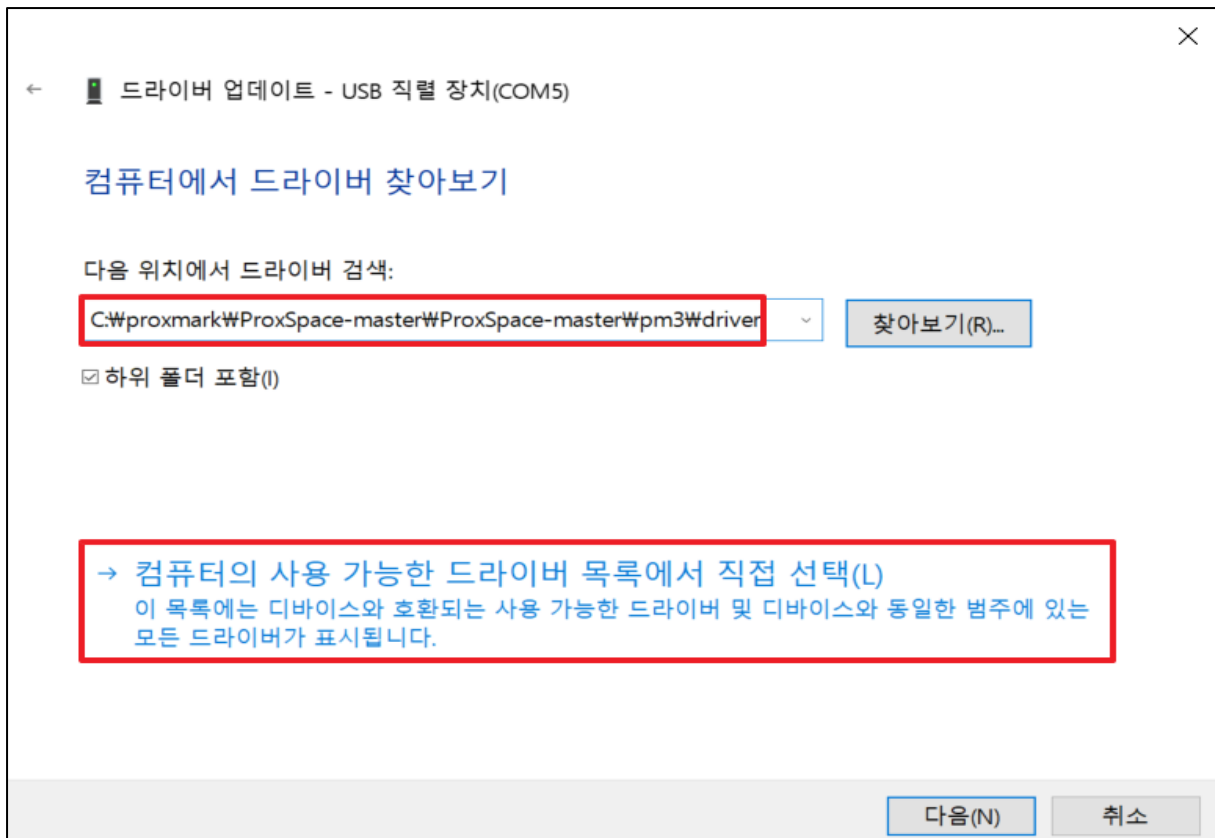 드라이버 업데이트 - USB 직렬 장치(COM5)
컴퓨터에서 드라이버 찾아보기
다음 위치에서 드라이버 검색:
C:₩proxmark₩ProxSpace-master₩ProxSpace-master₩pm3₩driver
찾아보기(R)...
하위 폴더 포함(I)
컴퓨터의 사용 가능한 드라이버 목록에서 직접 선택(L)
이 목록에는 디바이스와 호환되는 사용 가능한 드라이버 및 디바이스와 동일한 범주에 있는
모든 드라이버가 표시됩니다.
다음(N)
취소